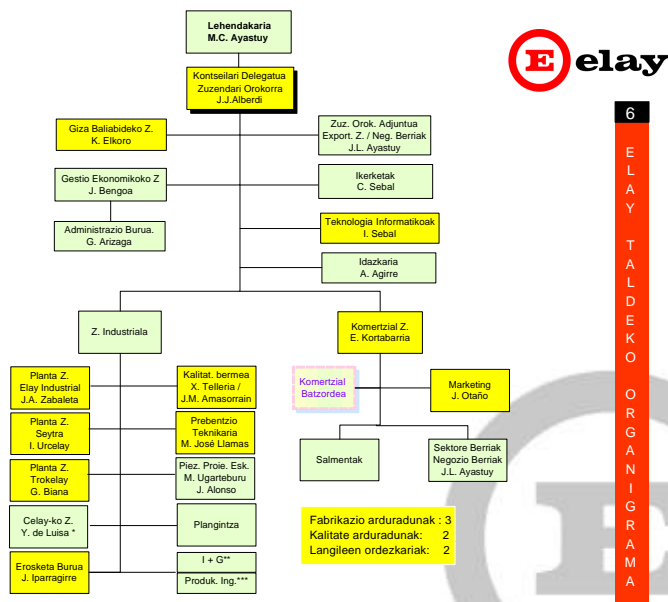 Lehendakaria
M.C. Ayastuy
Kontseilari Delegatua
Zuzendari Orokorra
J.J.Alberdi
E elay
6
Giza Baliabideko Z.
K. Elkoro
Zuz. Orok. Adjuntua
Export. Z. / Neg. Berriak
J.L. Ayastuy
Gestio Ekonomikoko Z
J. Bengoa
Ikerketak
C. Sebal
Administrazio Burua.
G. Arizaga
Teknologia Informatikoak
I. Sebal
Idazkaria
A. Agirre
Z. Industriala
Komertzial Z.
E. Kortabarria
Planta Z.
Elay Industrial
J.A. Zabaleta
Kalitat. bermea
X. Telleria /
J.M. Amasorrain
Komertzial
Batzordea
Marketing
J. Otaño
Planta Z.
Seytra
I. Urcelay
Prebentzio
Teknikaria
M. José Llamas
Salmentak
Sektore Berriak
Negozio Berriak
J.L. Ayastuy
Planta Z.
Trokelay
G. Biana
Piez. Proie. Esk.
M. Ugarteburu
J. Alonso
Celay-ko Z.
Y. de Luisa *
Plangintza
Fabrikazio arduradunak : 3
Kalitate arduradunak: 2
Langileen ordezkariak: 2
Erosketa Burua
J. Iparragirre
I + G**
Produk. Ing.***
ELAY TALDEKO ORGANIGRAMA
E